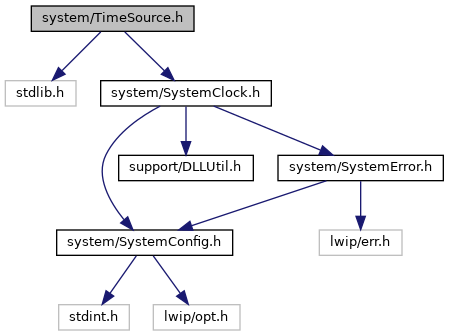 system/TimeSource.h
stdlib.h
system/SystemClock.h
support/DLLUtil.h
system/SystemError.h
system/SystemConfig.h
lwip/err.h
stdint.h
lwip/opt.h